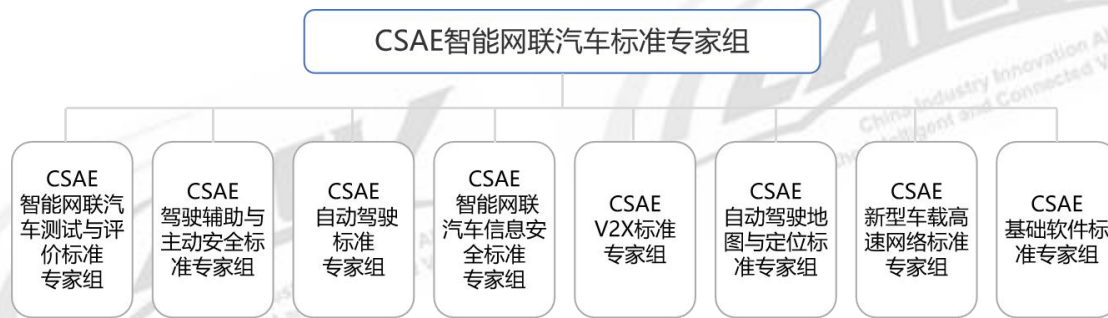 CSAE智能网联汽车标准专家组
CSAE
智能网联汽
车测试与评
价标准
专家组
CSAE
驾驶辅助与
主动安全标
准专家组
CSAE
自动驾驶
标准
专家组
CSAE
智能网联
汽车信息安
全标准
专家组
CSAE
V2X标准
专家组
CSAE
自动驾驶地
图与定位标
准专家组
CSAE
新型车载高
速网络标准
专家组
CSAE
基础软件标
准专家组
China Industry Innovation
Intelligent and Connected